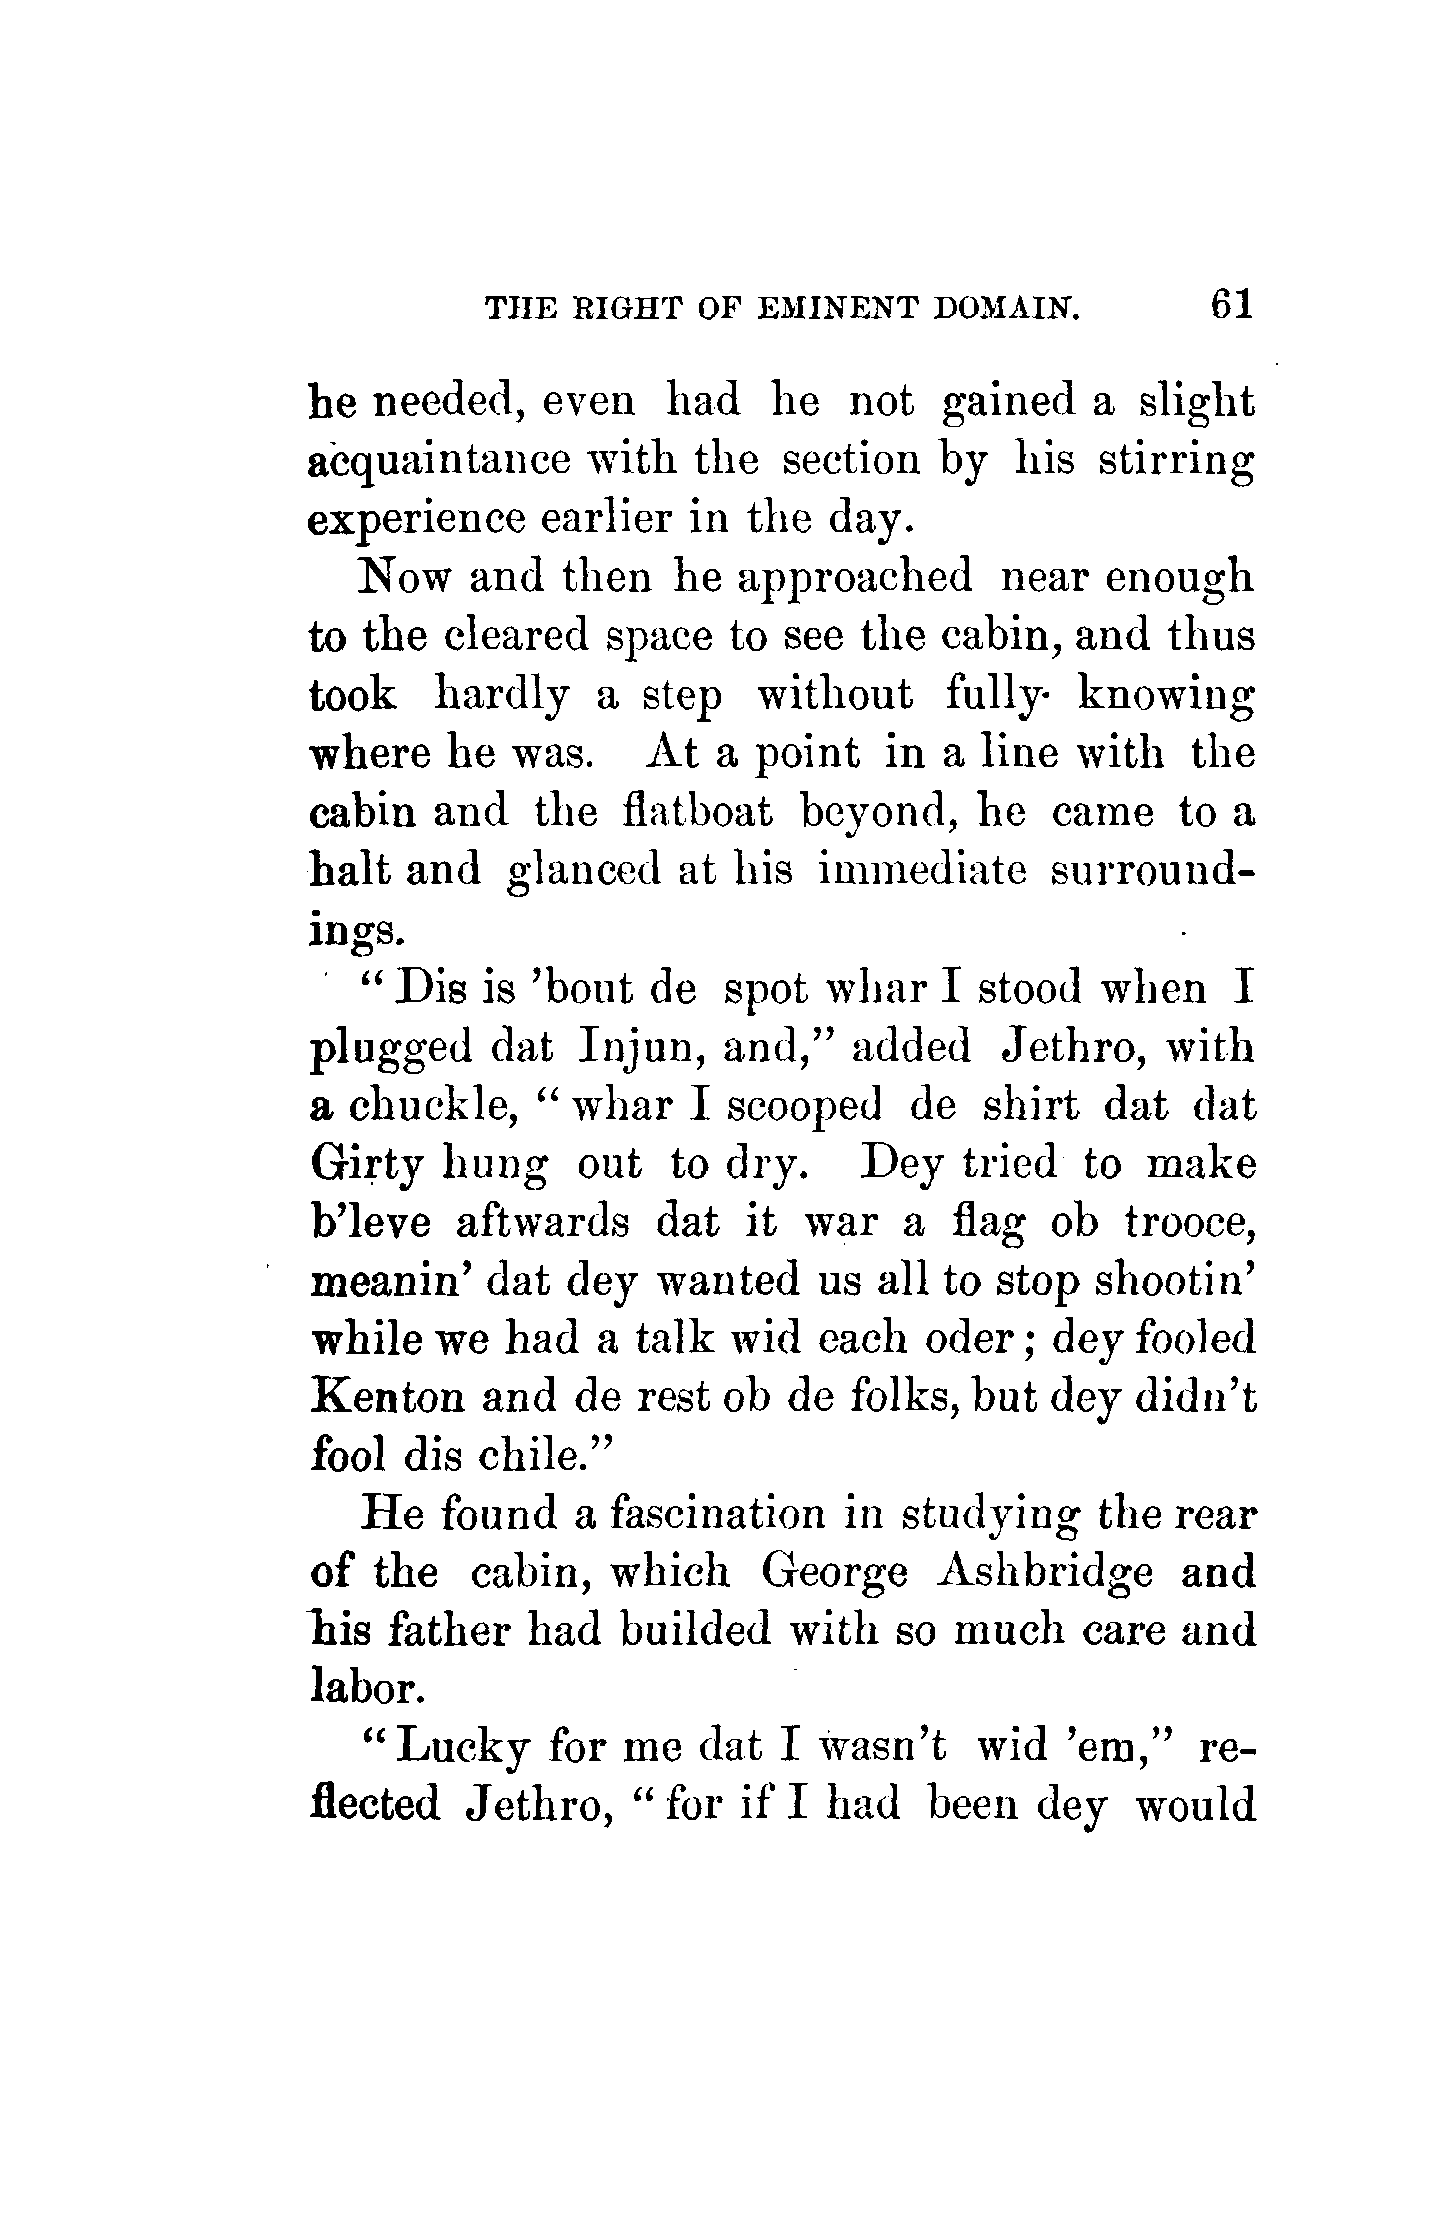 THE RIGHT OF EMINENT DOMAIN. 61
he needed, even had he not gained a slight
acquaintance with the section by his stirring
experience earlier in the day.
Now and then he approached near enough
to the cleared space to see the cabin, and thus
took hardly a step without fully knowing
where he was. At a point in a line with the
cabin and the flatboat beyond, he came to a
halt and glanced at his immediate surround-
ings.
“Dis is ’bout de spot whar I stood when I
plugged dat Injun, and,” added Jethro, with
a chuckle, “whar I scooped de shirt dat dat
Girty hung out to dry. Dey tried to make
b’leve aftwards dat it war a flag ob trooce,
meanin’ dat dey wanted us all to stop shootin’
while we had a talk wid each oder; dey fooled
Kenton and de rest ob de folks, but dey didn’t
fool dis chile.”
He found a fascination in studying the rear
of the cabin, which George Ashbridge and
his father had builded with so much care and
labor.
“Lucky for me dat I wasn’t wid ’em,” re-
flected Jethro, “for if I had been dey would